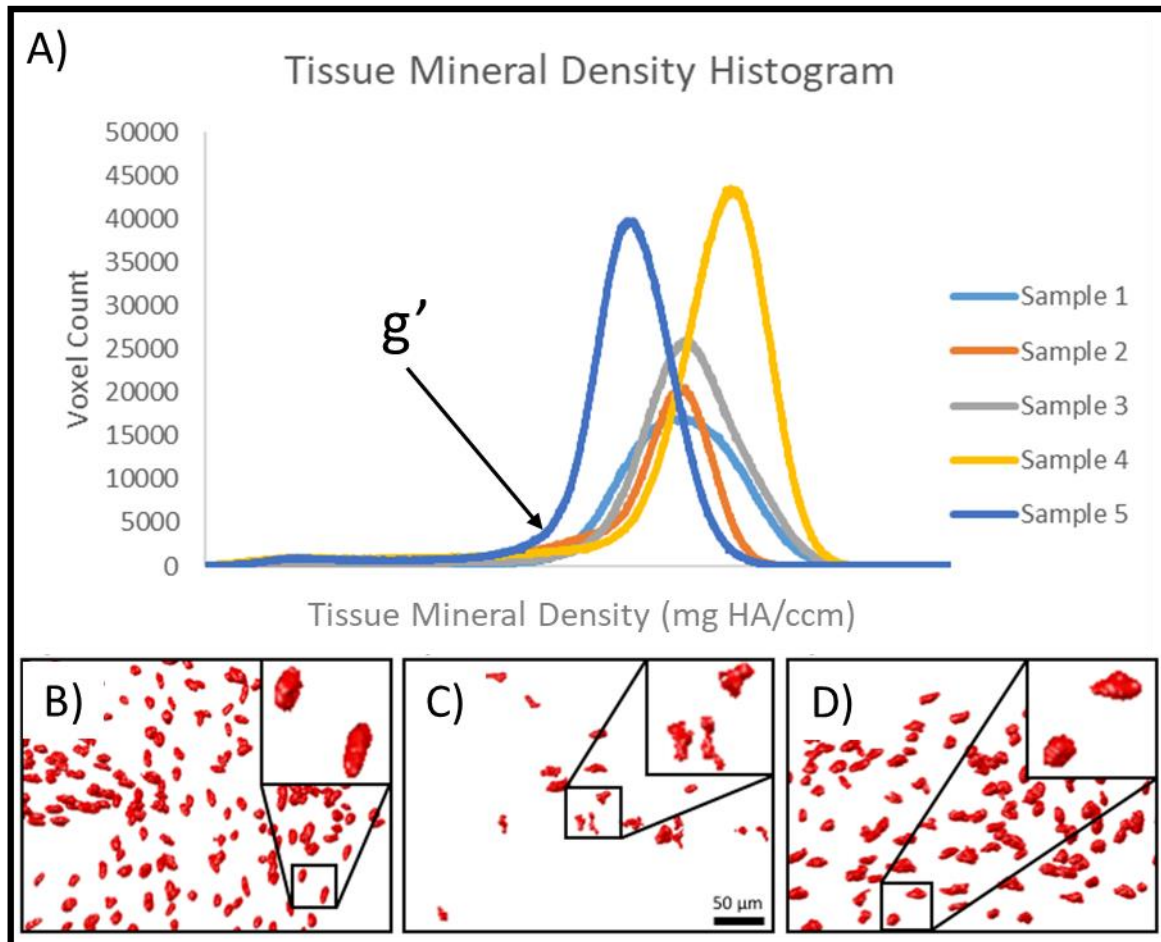 A)
Tissue Mineral Density Histogram
50000
45000
40000
35000
30000
25000
20000
15000
10000
5000
0
Voxel Count
g’
Sample 1
Sample 2
Sample 3
Sample 4
Sample 5
Tissue Mineral Density (mg HA/ccm)
B)
C)
50 µm
D)